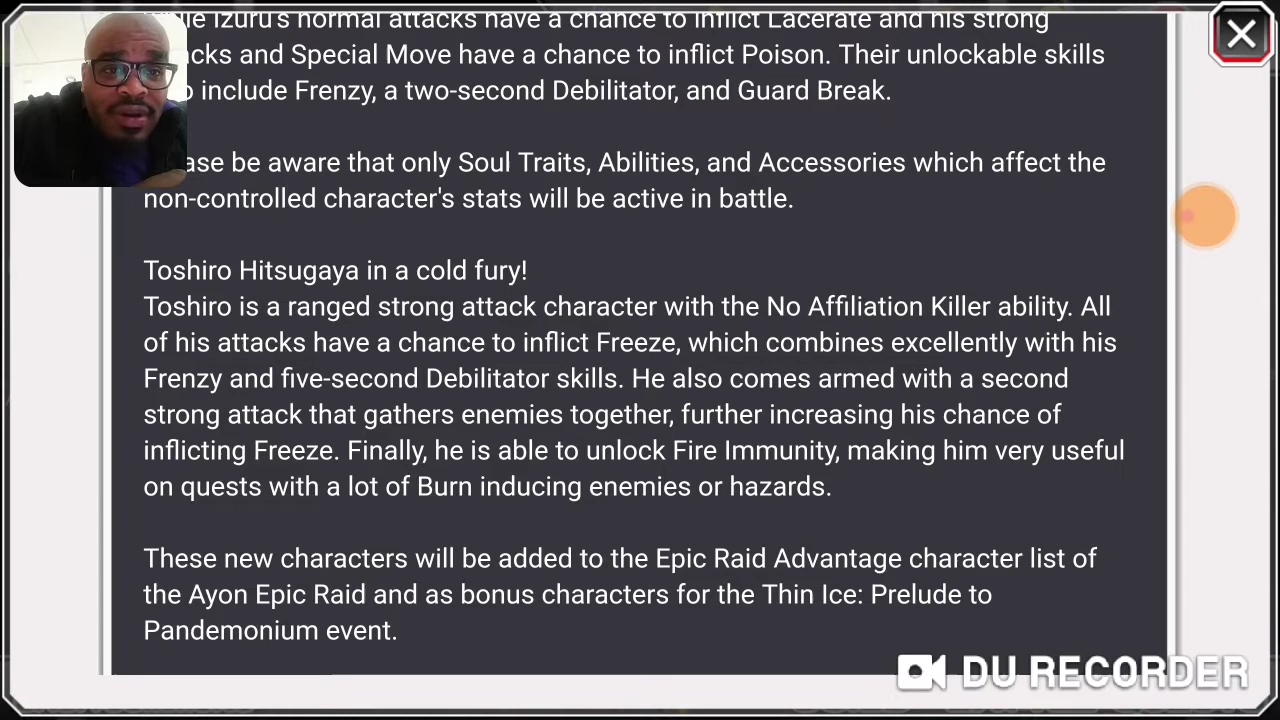 Izuru's normal attacks have a chance to inflict Lacerate and his strong
and Special Move have a chance to inflict Poison. Their unlockable skills
include Frenzy, a two-second Debilitator, and Guard Break.
be aware that only Soul Traits, Abilities, and Accessories which affect the
non-controlled character's stats will be active in battle.
Toshiro Hitsugaya in a cold fury!
Toshiro is a ranged strong attack character with the No Affiliation Killer ability. All
of his attacks have a chance to inflict Freeze, which combines excellently with his
Frenzy and five-second Debilitator skills. He also comes armed with a second
strong attack that gathers enemies together, further increasing his chance of
inflicting Freeze. Finally, he is able to unlock Fire Immunity, making him very useful
on quests with a lot of Burn inducing enemies or hazards.
These new characters will be added to the Epic Raid Advantage character list of
the Ayon Epic Raid and as bonus characters for the Thin Ice: Prelude to
Pandemonium event.
DU RECORDER